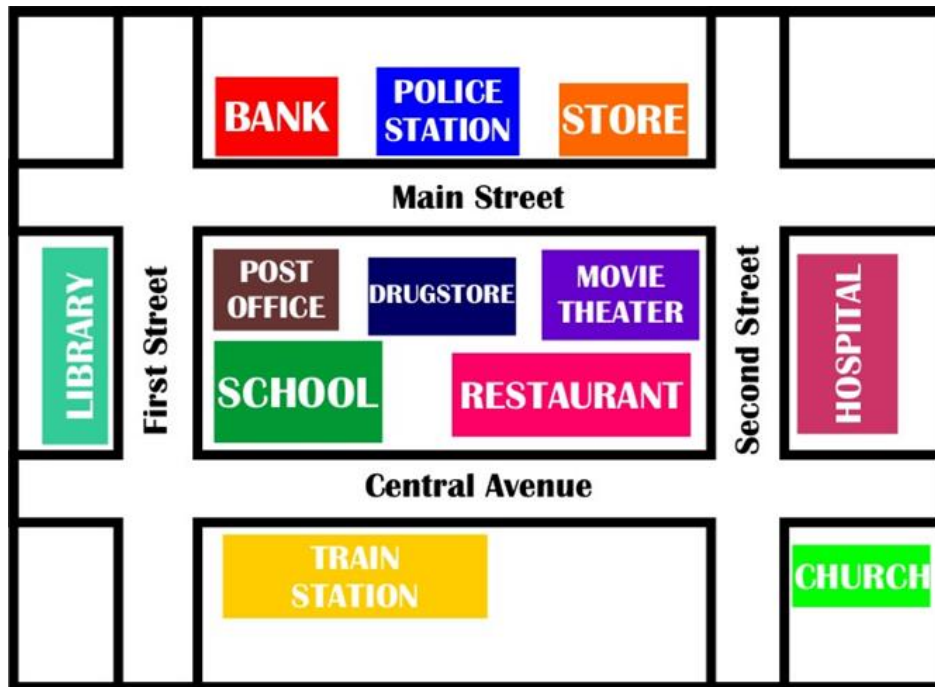 BANK
POLICE
STATION
STORE
Main Street
LIBRARY
First Street
POST
OFFICE
DRUGSTORE
MOVIE
THEATER
Second Street
HOSPITAL
SCHOOL
RESTAURANT
Central Avenue
TRAIN
STATION
CHURCH